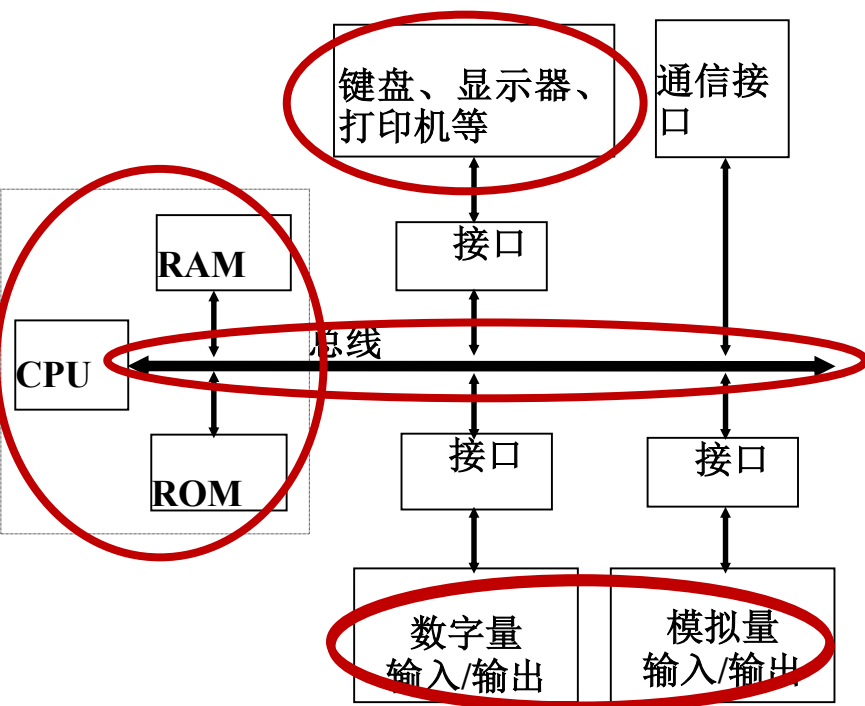 键盘、显示器、
打印机等
通信接
口
接口
RAM
总线
CPU
ROM
接口
接口
数字量
输入/输出
模拟量
输入/输出